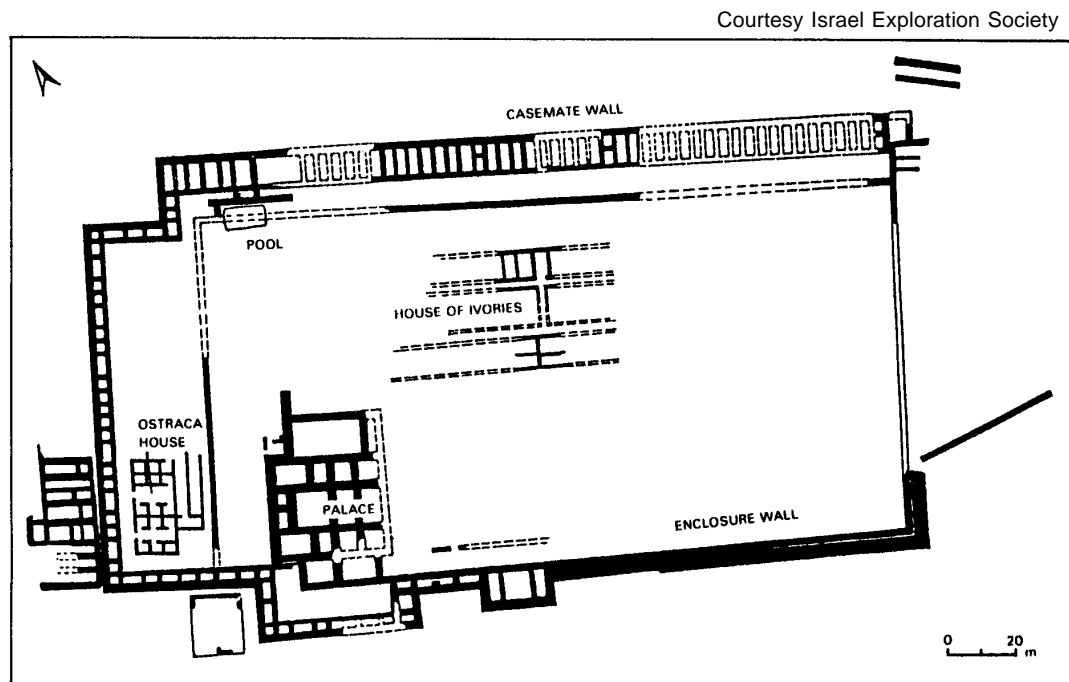 Courtesy Israel Exploration Society
CASEMATE WALL
POOL
HOUSE OF IVORIES
OSTRACA
HOUSE
PALACE
ENCLOSURE WALL
0 20
m